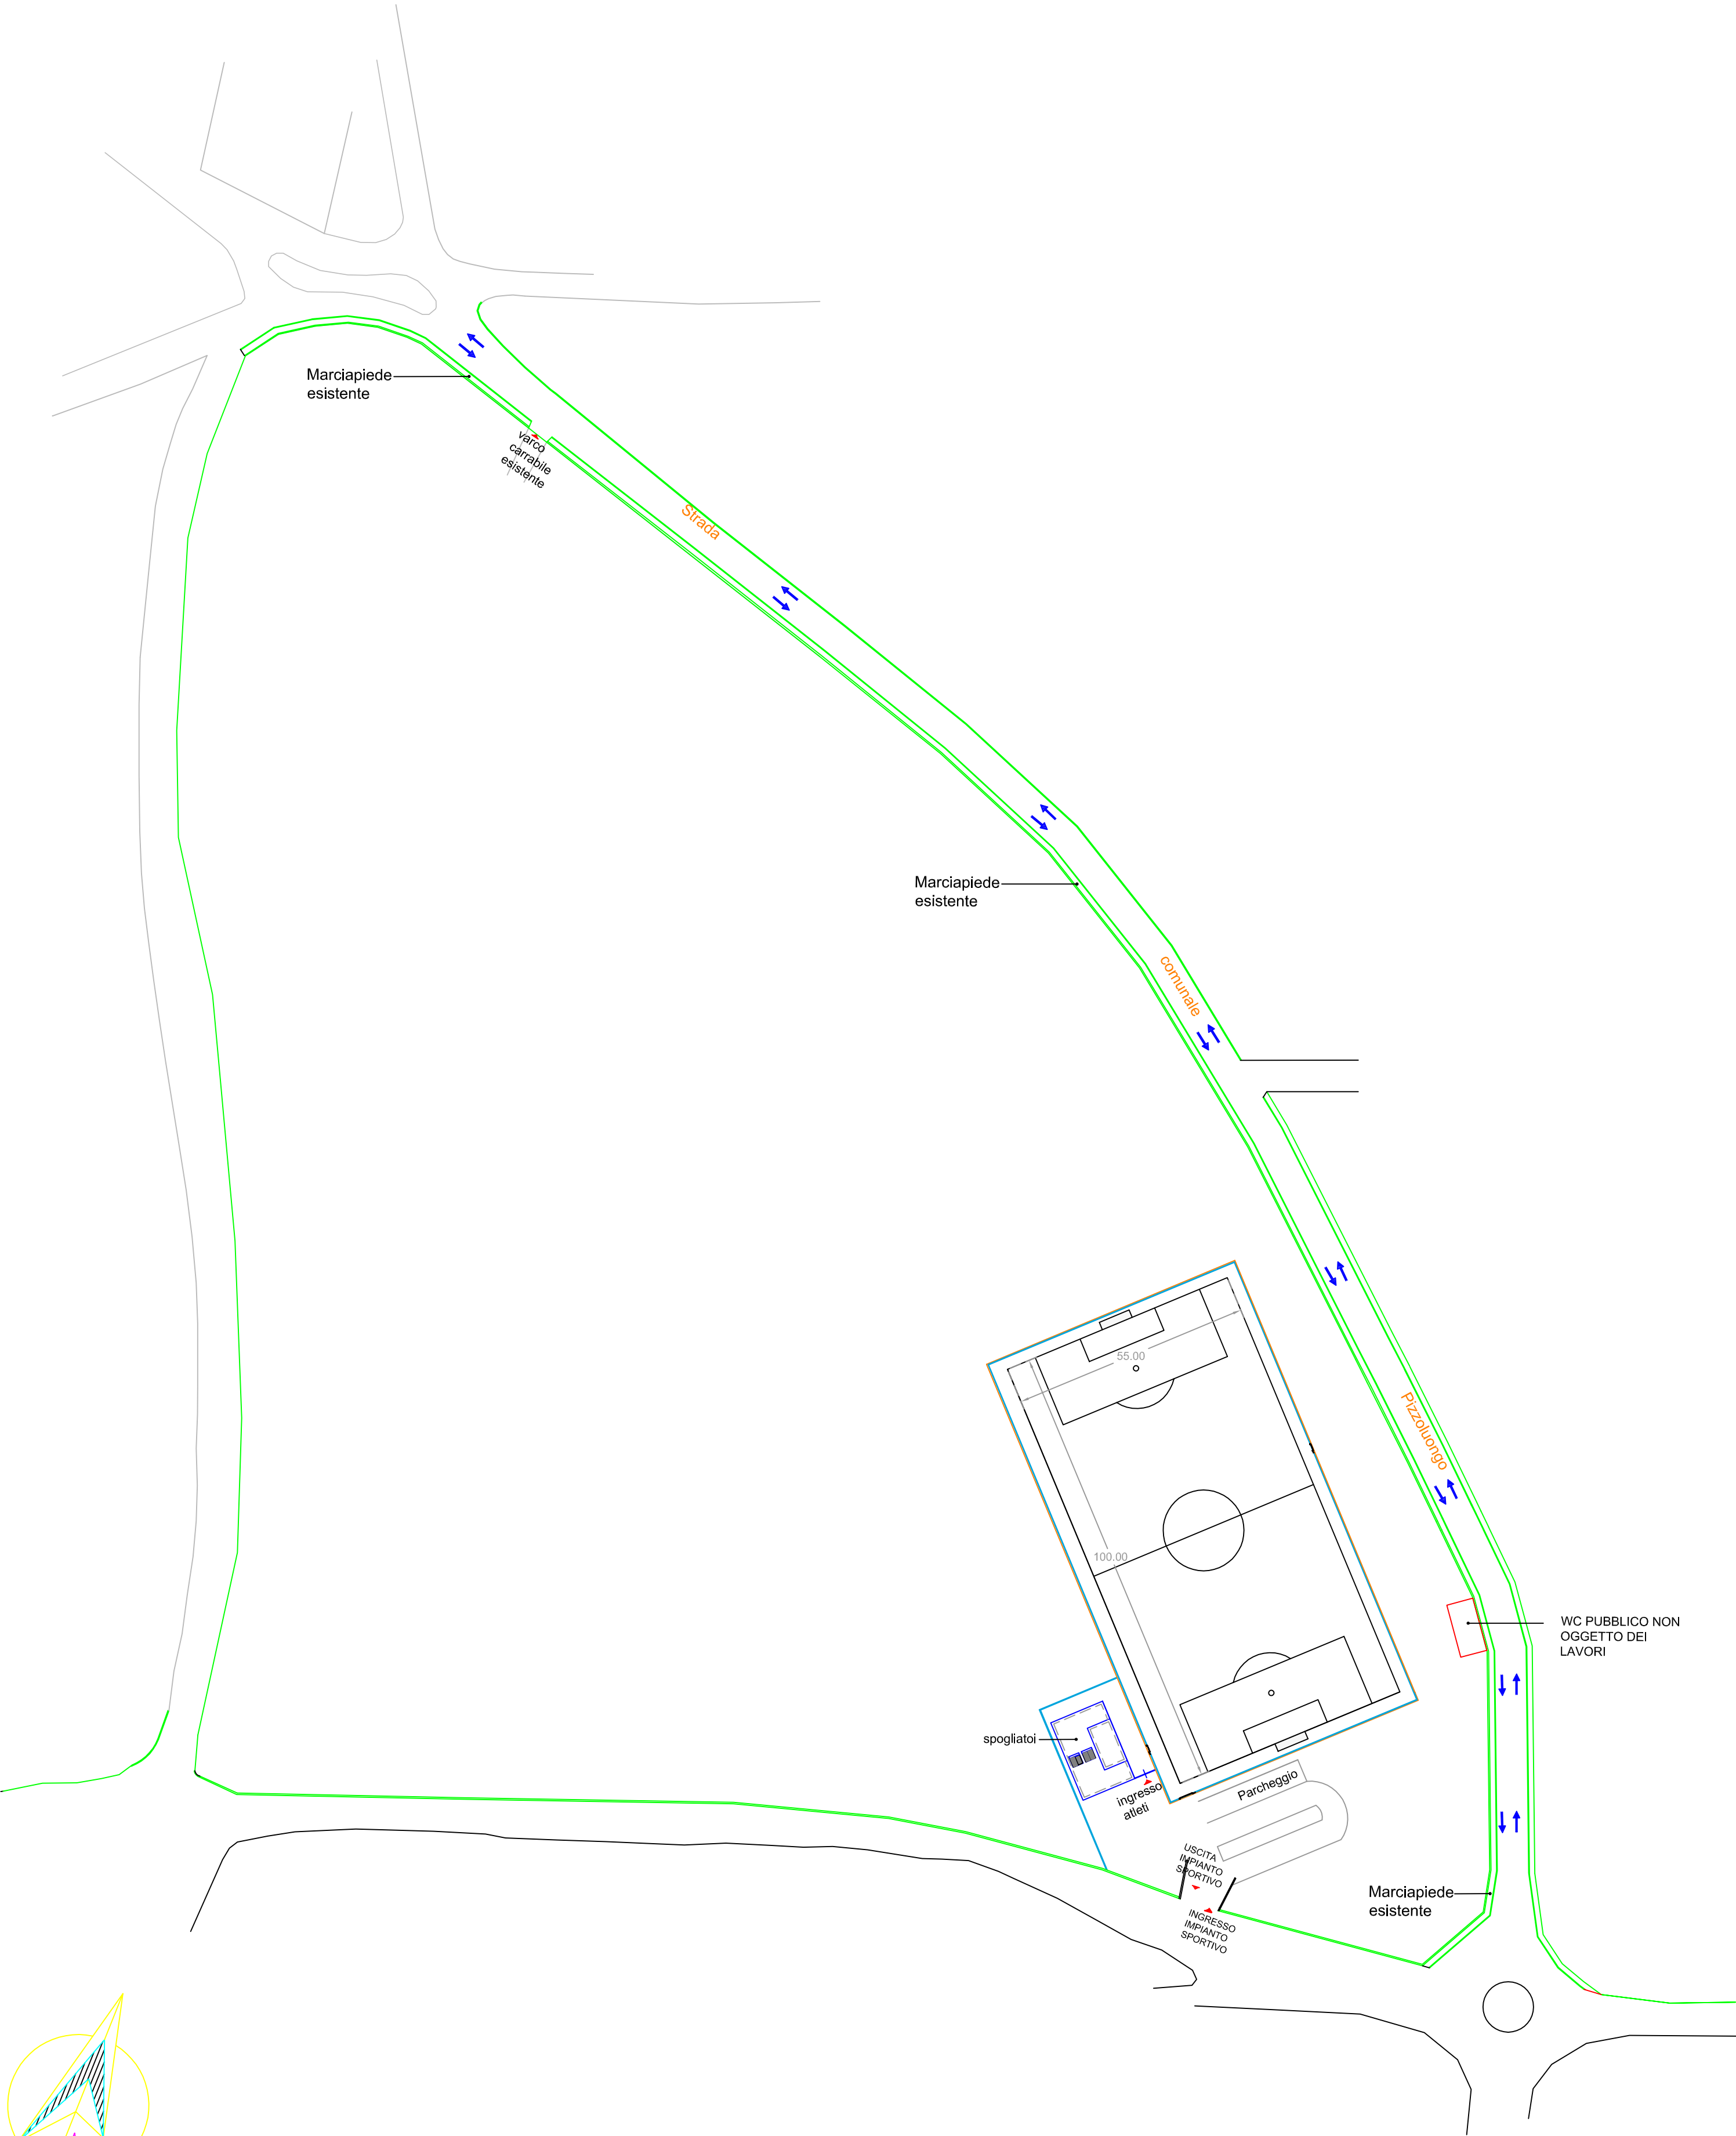 Marciapiede
esistente
varco
carrabile
esistente
Strada
Marciapiede
esistente
comunale
55.00
Pizzoluongo
100.00
WC PUBBLICO NON
OGGETTO DEI
LAVORI
spogliatoi
ingresso
atleti
Parcheggio
USCITA
IMPIANTO
SPORTIVO
Marciapiede
esistente
INGRESSO
IMPIANTO
SPORTIVO